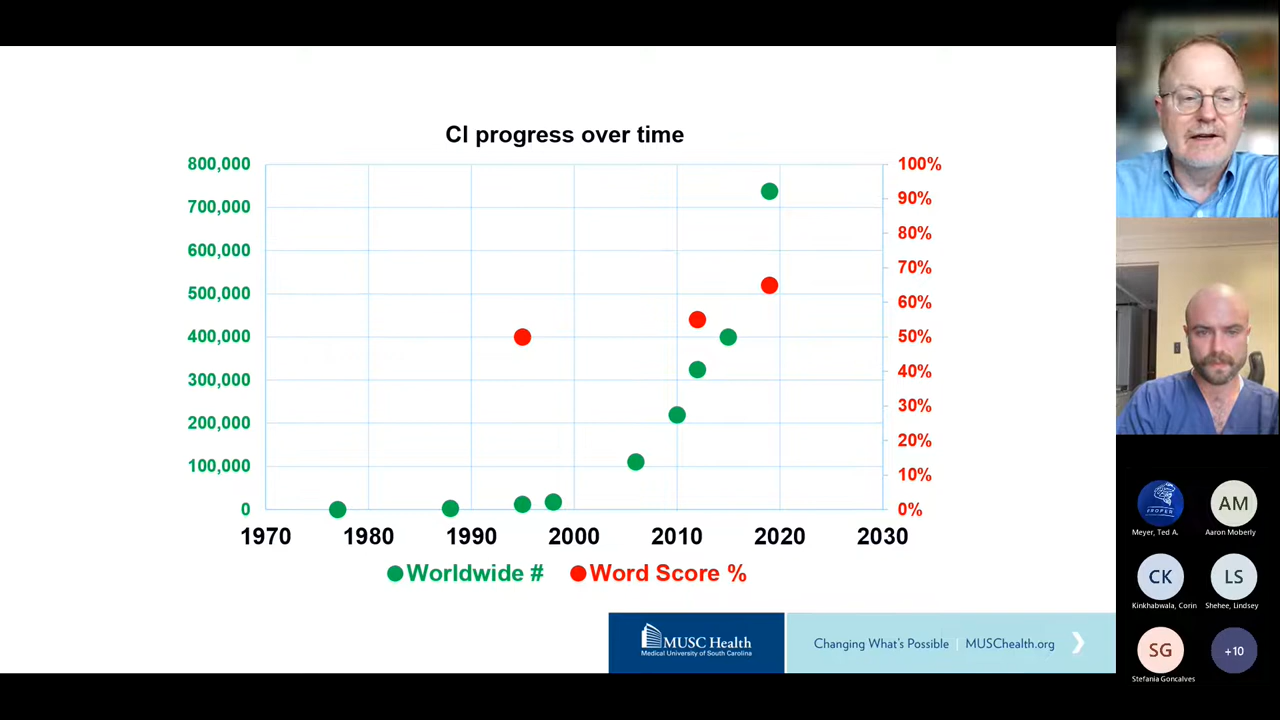 CI progress over time
800,000
700,000
600,000
500,000
400,000
300,000
200,000
100,000
0
100%
90%
80%
70%
60%
50%
40%
30%
20%
10%
0%
1970 1980 1990 2000 2010 2020 2030
Worldwide # Word Score %
MUSC Health
Medical University of South Carolina
Changing What's Possible | MUSChealth.org
PROPER
Meyer, Ted A.
AM
Aaron Moberly
CK
Kinkhabwala, Corin
LS
Shehee, Lindsey
SG
Stefania Goncalves
+10